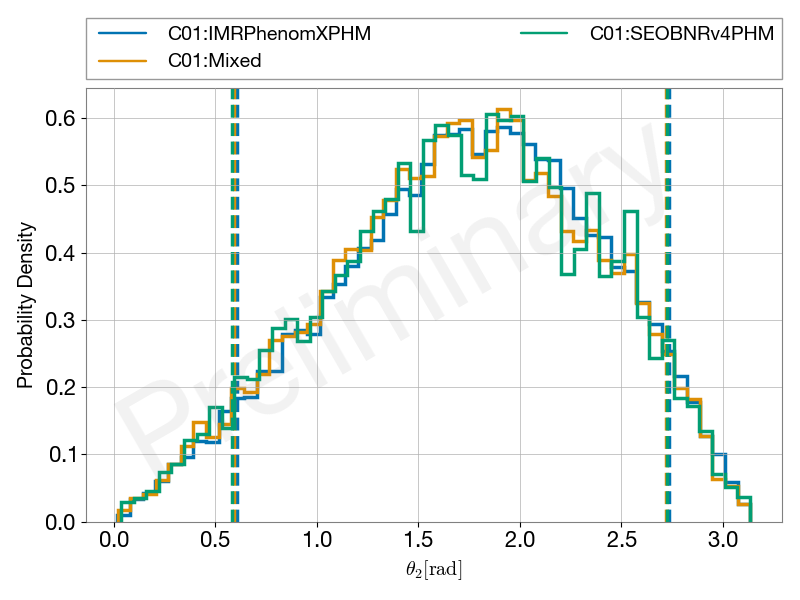 C01:IMRPhenomXPHM
C01:Mixed
C01:SEOBNRv4PHM
Preliminary
Probability Density
0.6
0.5
0.4
0.3
0.2
0.1
0.0
0.0 0.5 1.0 1.5 2.0 2.5 3.0
θ₂[rad]